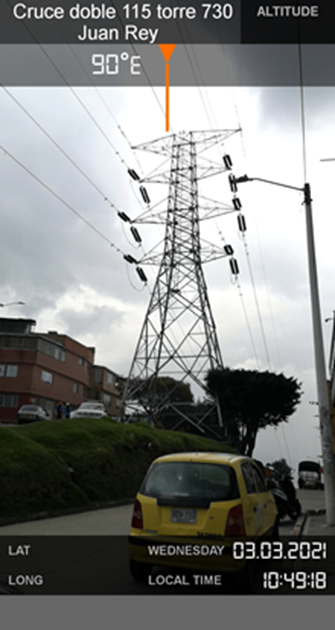 Cruce doble 115 torre 730
Juan Rey
ALTITUDE
90°E
LAT
WEDNESDAY 03.03.2021
LONG
LOCAL TIME 10:49:18